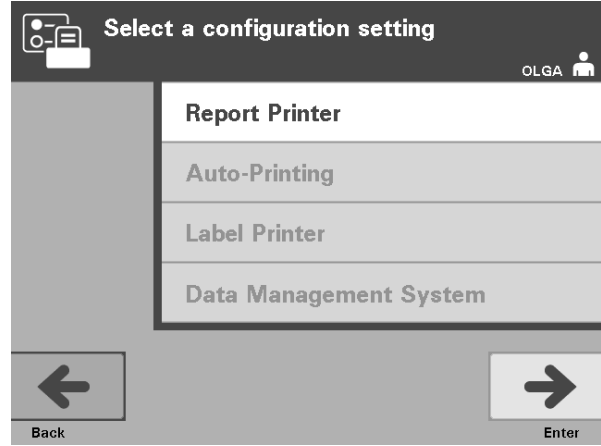 Select a configuration setting
OLGA
Report Printer
Auto-Printing
Label Printer
Data Management System
Back
Enter